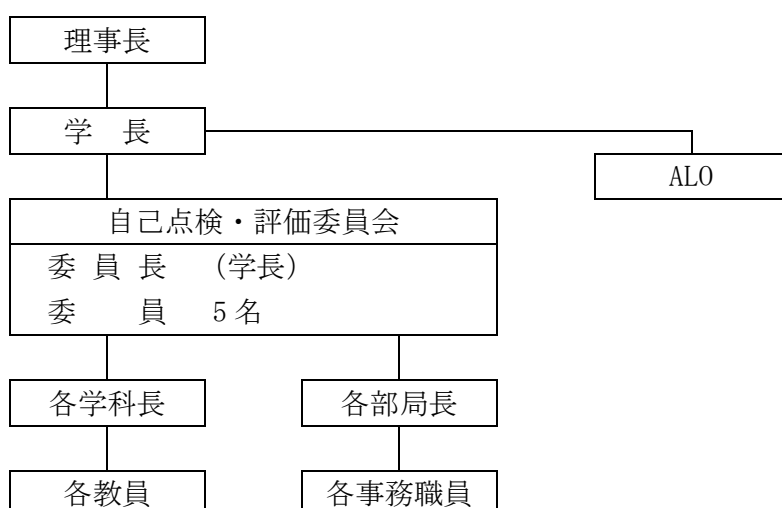 理事長
学 長
ALO
自己点検・評価委員会
委 員 長 (学長)
委 員 5名
各学科長 各部局長
各教員 各事務職員